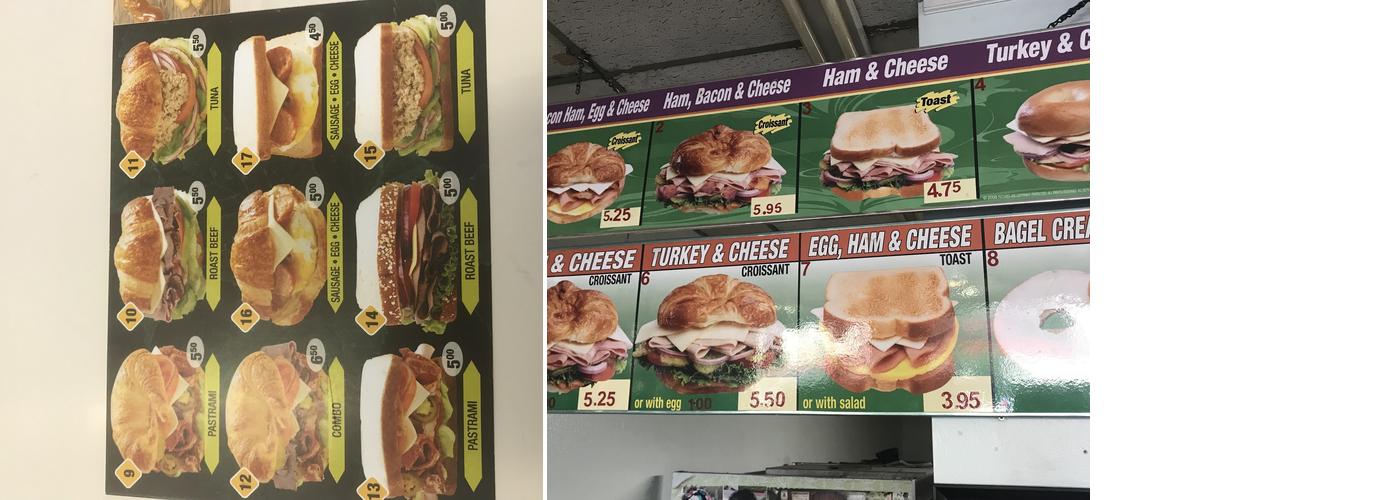 9
5 50
PASTRAMI
10
5 50
ROAST BEEF
11
5 50
TUNA
12
6 50
COMBO
16
5 00
SAUSAGE • EGG • CHEESE
17
4 50
SAUSAGE • EGG • CHEESE
13
5 00
PASTRAMI
14
5 00
ROAST BEEF
15
5 00
TUNA
con Ham, Egg & Cheese
Croissant
5.25
Ham, Bacon & Cheese
2
Croissant
5.95
Ham & Cheese
3
Toast
4.75
Turkey & C
4
& CHEESE
CROISSANT
5.25
TURKEY & CHEESE
6
CROISSANT
or with egg 1.00
5.50
EGG, HAM & CHEESE
7
TOAST
or with salad
3.95
BAGEL CREA
8